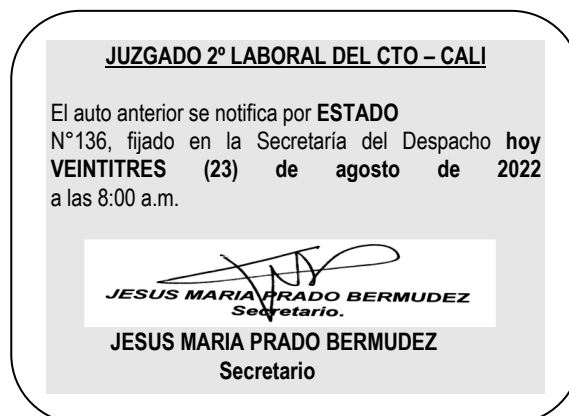 JUZGADO 2º LABORAL DEL CTO – CALI
El auto anterior se notifica por ESTADO
N°136, fijado en la Secretaría del Despacho hoy
VEINTITRES (23) de agosto de 2022
a las 8:00 a.m.
JESUS MARIA PRADO BERMUDEZ
Secretario.
JESUS MARIA PRADO BERMUDEZ
Secretario